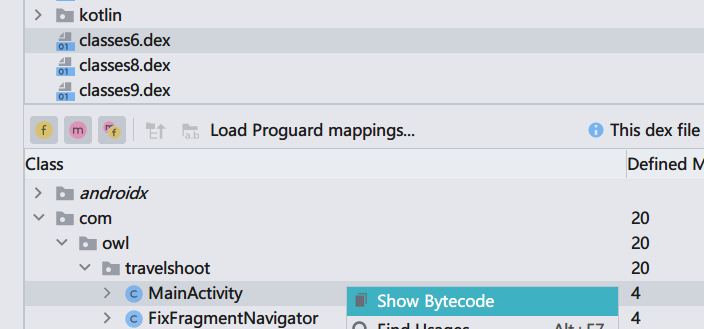 kotlin
classes6.dex
classes8.dex
classes9.dex
Load Proguard mappings... This dex file
Class Defined M
androidx
com 20
owl 20
travelshoot 20
MainActivity 4
Show Bytecode
FixFragmentNavigator 4
Find Usages Alt+F7